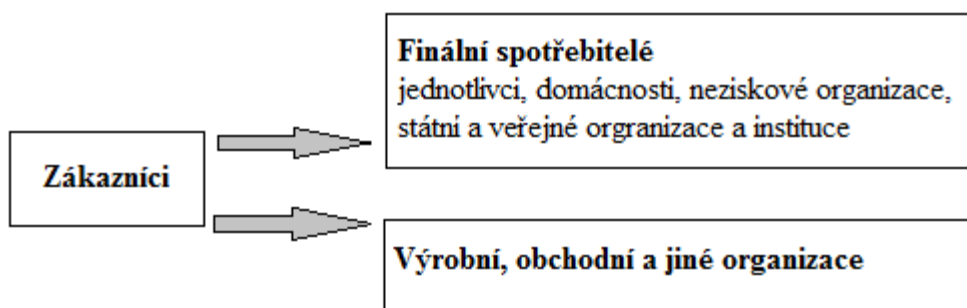 Finální spotřebitelé
jednotlivci, domácnosti, neziskové organizace,
státní a veřejné orgranizace a instituce
Zákazníci
Výrobní, obchodní a jiné organizace